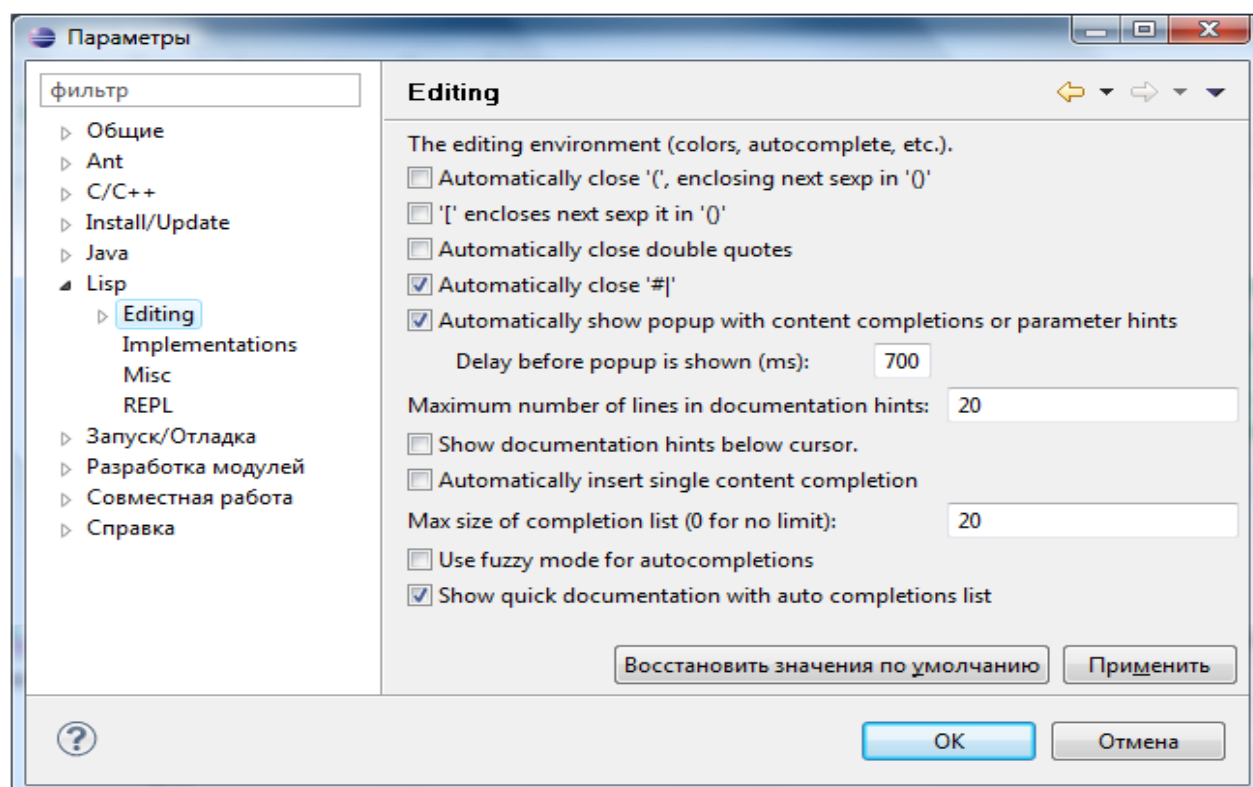 Параметры
фильтр
Общие
Ant
C/C++
Install/Update
Java
Lisp
Editing
Implementations
Misc
REPL
Запуск/Отладка
Разработка модулей
Совместная работа
Справка
Editing
The editing environment (colors, autocomplete, etc.).
Automatically close '(', enclosing next sexp in '()'
'[' encloses next sexp it in '()'
Automatically close double quotes
Automatically close '#|'
Automatically show popup with content completions or parameter hints
Delay before popup is shown (ms): 700
Maximum number of lines in documentation hints: 20
Show documentation hints below cursor.
Automatically insert single content completion
Max size of completion list (0 for no limit): 20
Use fuzzy mode for autocompletions
Show quick documentation with auto completions list
Восстановить значения по умолчанию Применить
? OK Отмена